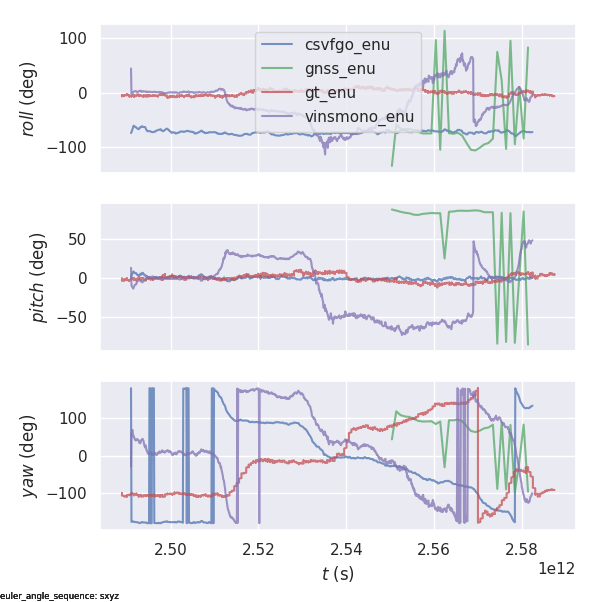 100
0
−100
roll (deg)
csvfgo_enu
gnss_enu
gt_enu
vinsmono_enu
50
0
−50
pitch (deg)
100
0
−100
yaw (deg)
2.50 2.52 2.54 2.56 2.58
1e12
t (s)
euler_angle_sequence: sxyz